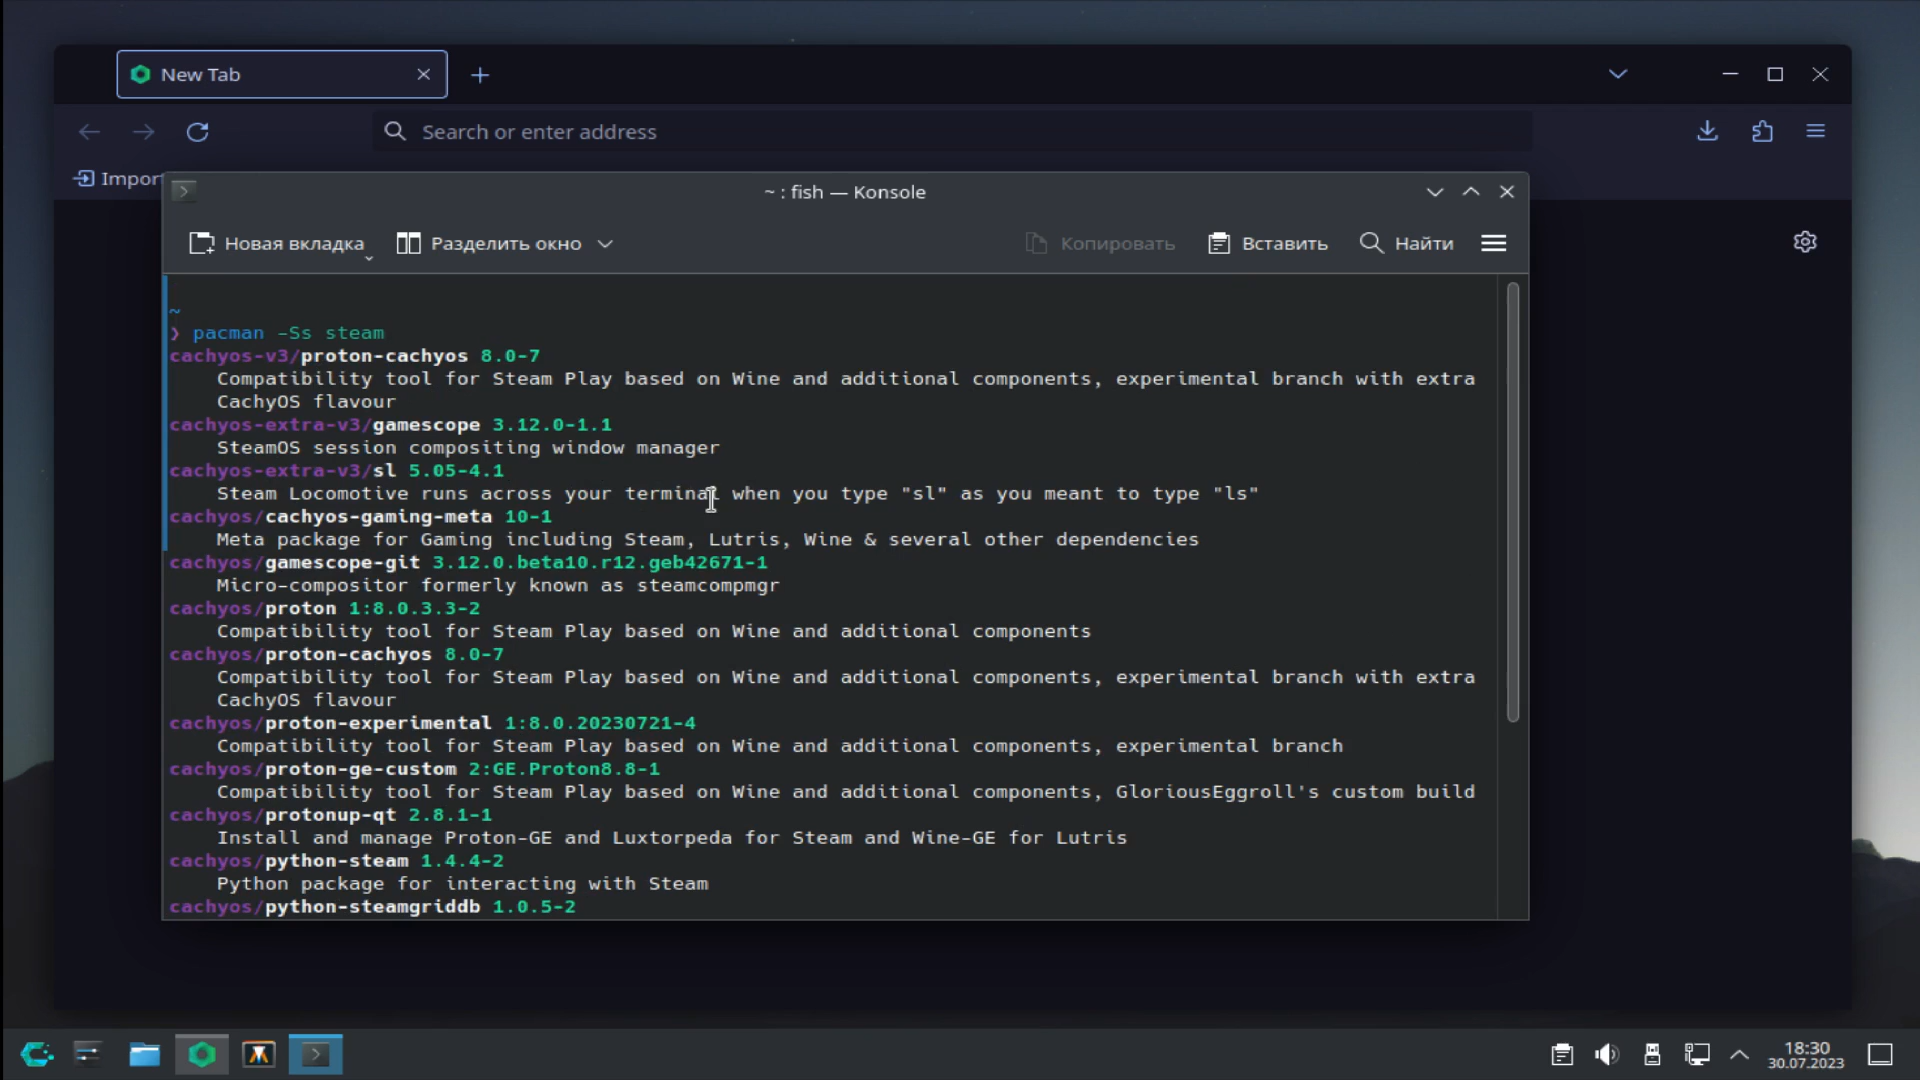 New Tab
Search or enter address
Impor
~ : fish — Konsole
Новая вкладка
Разделить окно
Копировать
Вставить
Найти
~
❯ pacman -Ss steam
cachyos-v3/proton-cachyos 8.0-7
Compatibility tool for Steam Play based on Wine and additional components, experimental branch with extra
CachyOS flavour
cachyos-extra-v3/gamescope 3.12.0-1.1
SteamOS session compositing window manager
cachyos-extra-v3/sl 5.05-4.1
Steam Locomotive runs across your terminal when you type "sl" as you meant to type "ls"
cachyos/cachyos-gaming-meta 10-1
Meta package for Gaming including Steam, Lutris, Wine & several other dependencies
cachyos/gamescope-git 3.12.0.beta10.r12.geb42671-1
Micro-compositor formerly known as steamcompmgr
cachyos/proton 1:8.0.3.3-2
Compatibility tool for Steam Play based on Wine and additional components
cachyos/proton-cachyos 8.0-7
Compatibility tool for Steam Play based on Wine and additional components, experimental branch with extra
CachyOS flavour
cachyos/proton-experimental 1:8.0.20230721-4
Compatibility tool for Steam Play based on Wine and additional components, experimental branch
cachyos/proton-ge-custom 2:GE.Proton8.8-1
Compatibility tool for Steam Play based on Wine and additional components, GloriousEggroll's custom build
cachyos/protonup-qt 2.8.1-1
Install and manage Proton-GE and Luxtorpeda for Steam and Wine-GE for Lutris
cachyos/python-steam 1.4.4-2
Python package for interacting with Steam
cachyos/python-steamgriddb 1.0.5-2
18:30
30.07.2023